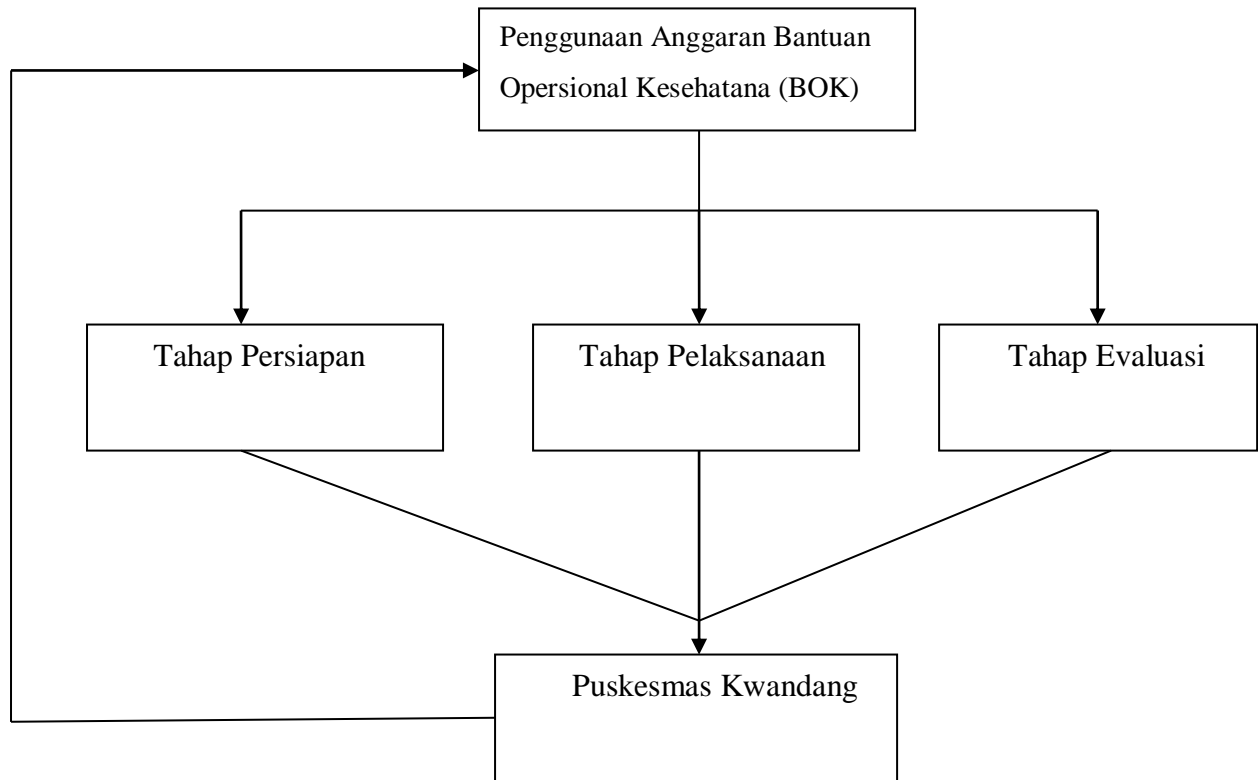 Penggunaan Anggaran Bantuan
Opersional Kesehatana (BOK)
Tahap Persiapan
Tahap Pelaksanaan
Tahap Evaluasi
Puskesmas Kwandang